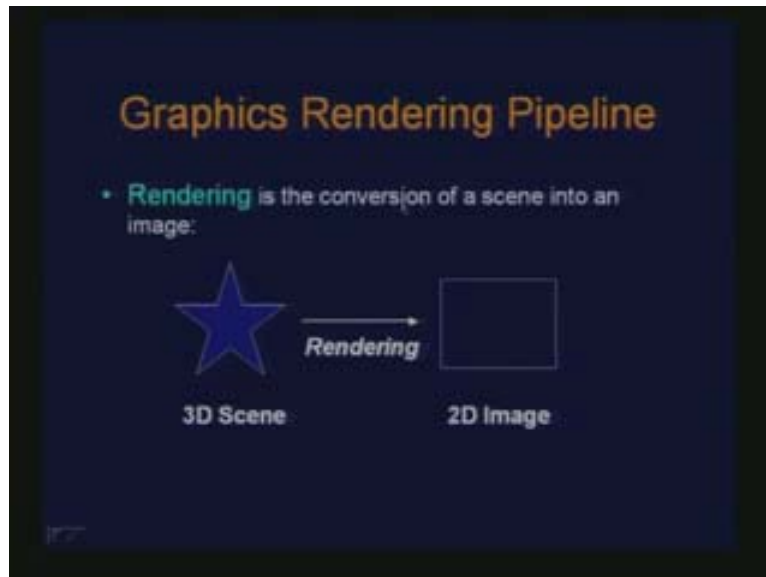 Graphics Rendering Pipeline
• Rendering is the conversion of a scene into an
image:
Rendering
3D Scene
2D Image